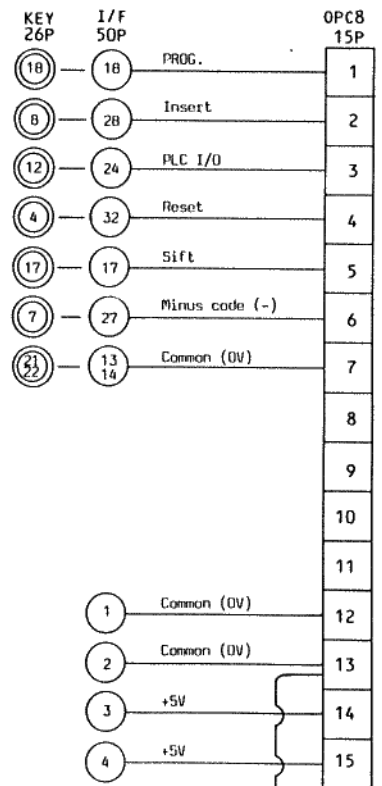 KEY I/F OPC8
26P 50P 15P
18 18 PROG. 1
8 28 Insert 2
12 24 PLC I/O 3
4 32 Reset 4
17 17 Sift 5
7 27 Minus code (-) 6
21 22 13 14 Common (0V) 7
8
9
10
11
1 Common (0V) 12
2 Common (0V) 13
3 +5V 14
4 +5V 15